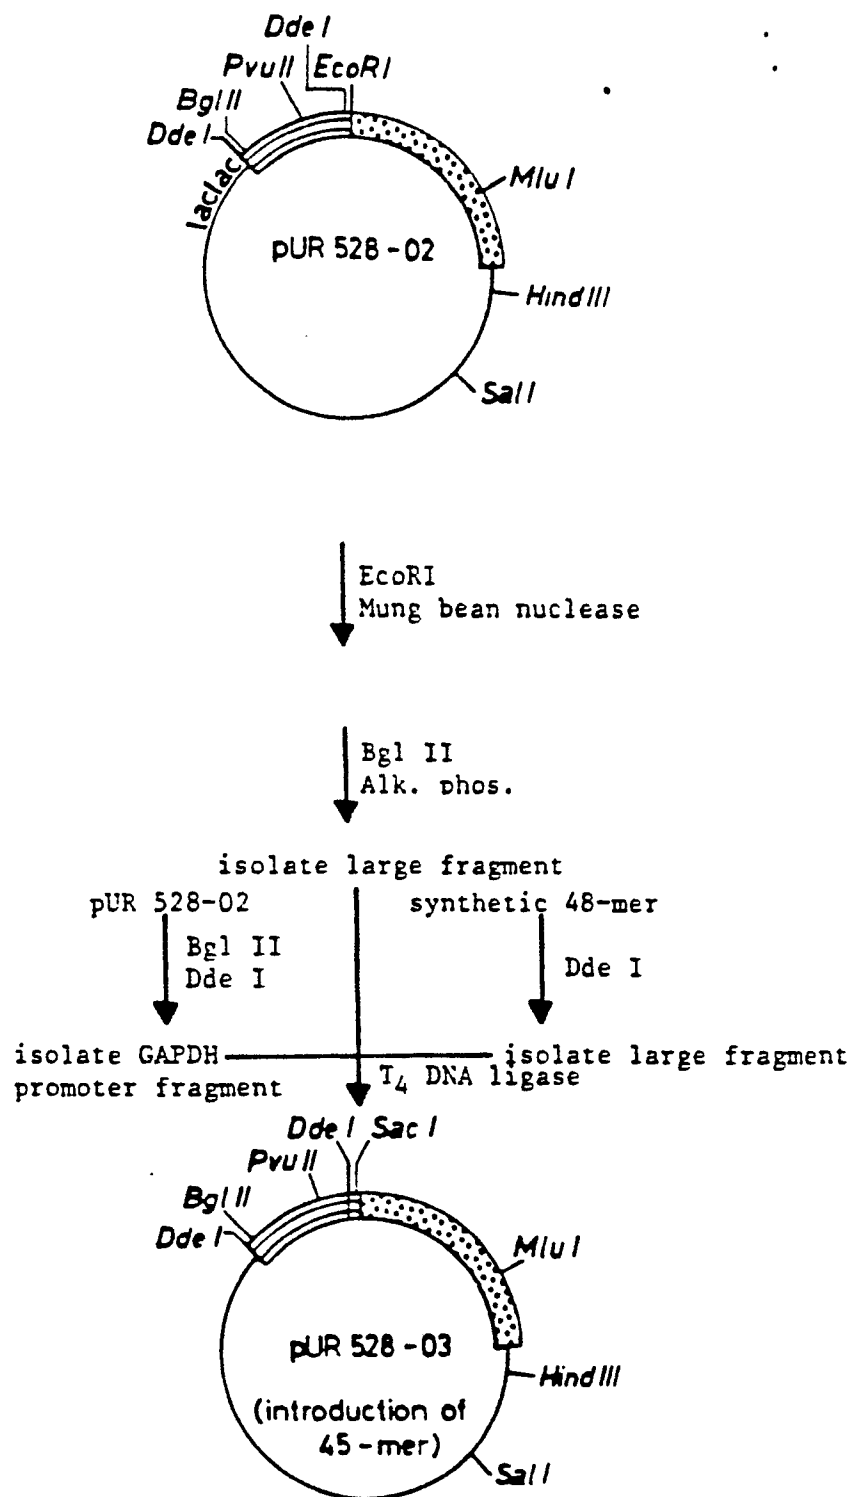 Dde I
Pvu II EcoRI
Bgl II
Dde I
laclac
Mlu I
pUR 528-02
Hind III
Sal I
EcoRI
Mung bean nuclease
Bgl II
Alk. phos.
isolate large fragment
pUR 528-02 synthetic 48-mer
Bgl II
Dde I
Dde I
isolate GAPDH isolate large fragment
promoter fragment
T4 DNA ligase
Dde I Sac I
Pvu II
Bgl II
Dde I
Mlu I
pUR 528-03
Hind III
(introduction of
45-mer)
Sal I